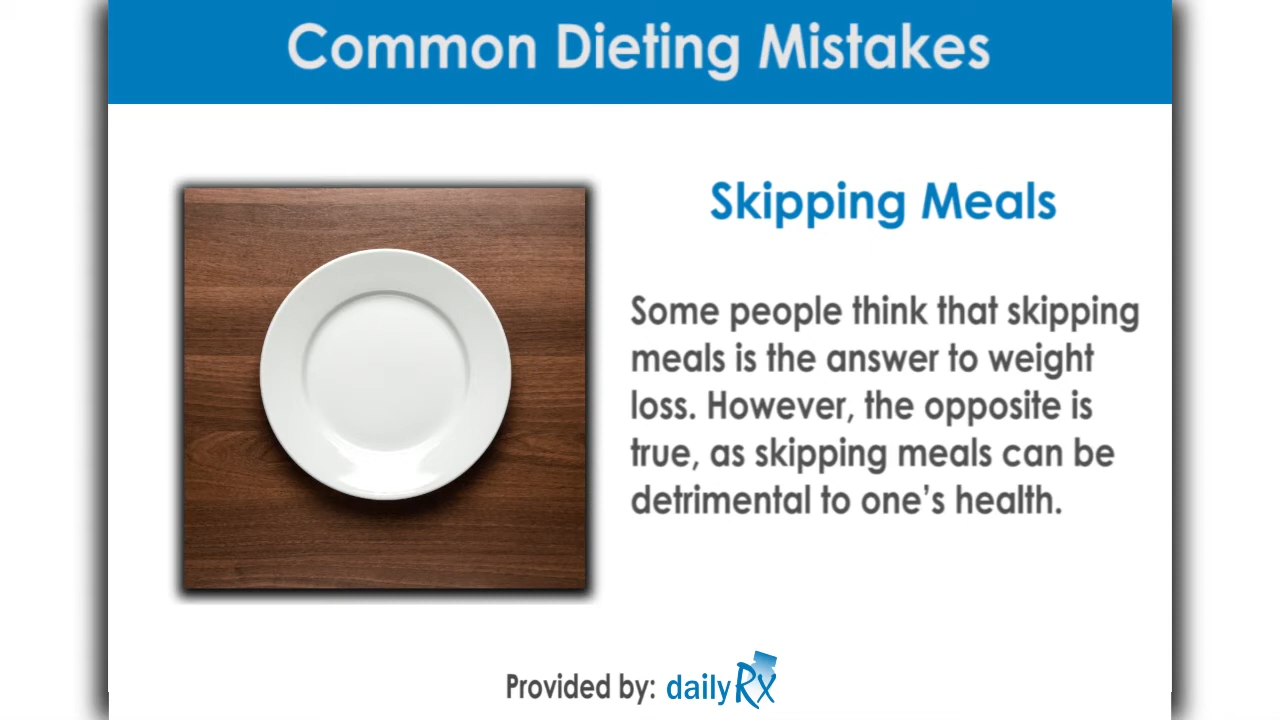 Common Dieting Mistakes
Skipping Meals
Some people think that skipping
meals is the answer to weight
loss. However, the opposite is
true, as skipping meals can be
detrimental to one’s health.
Provided by: dailyRx